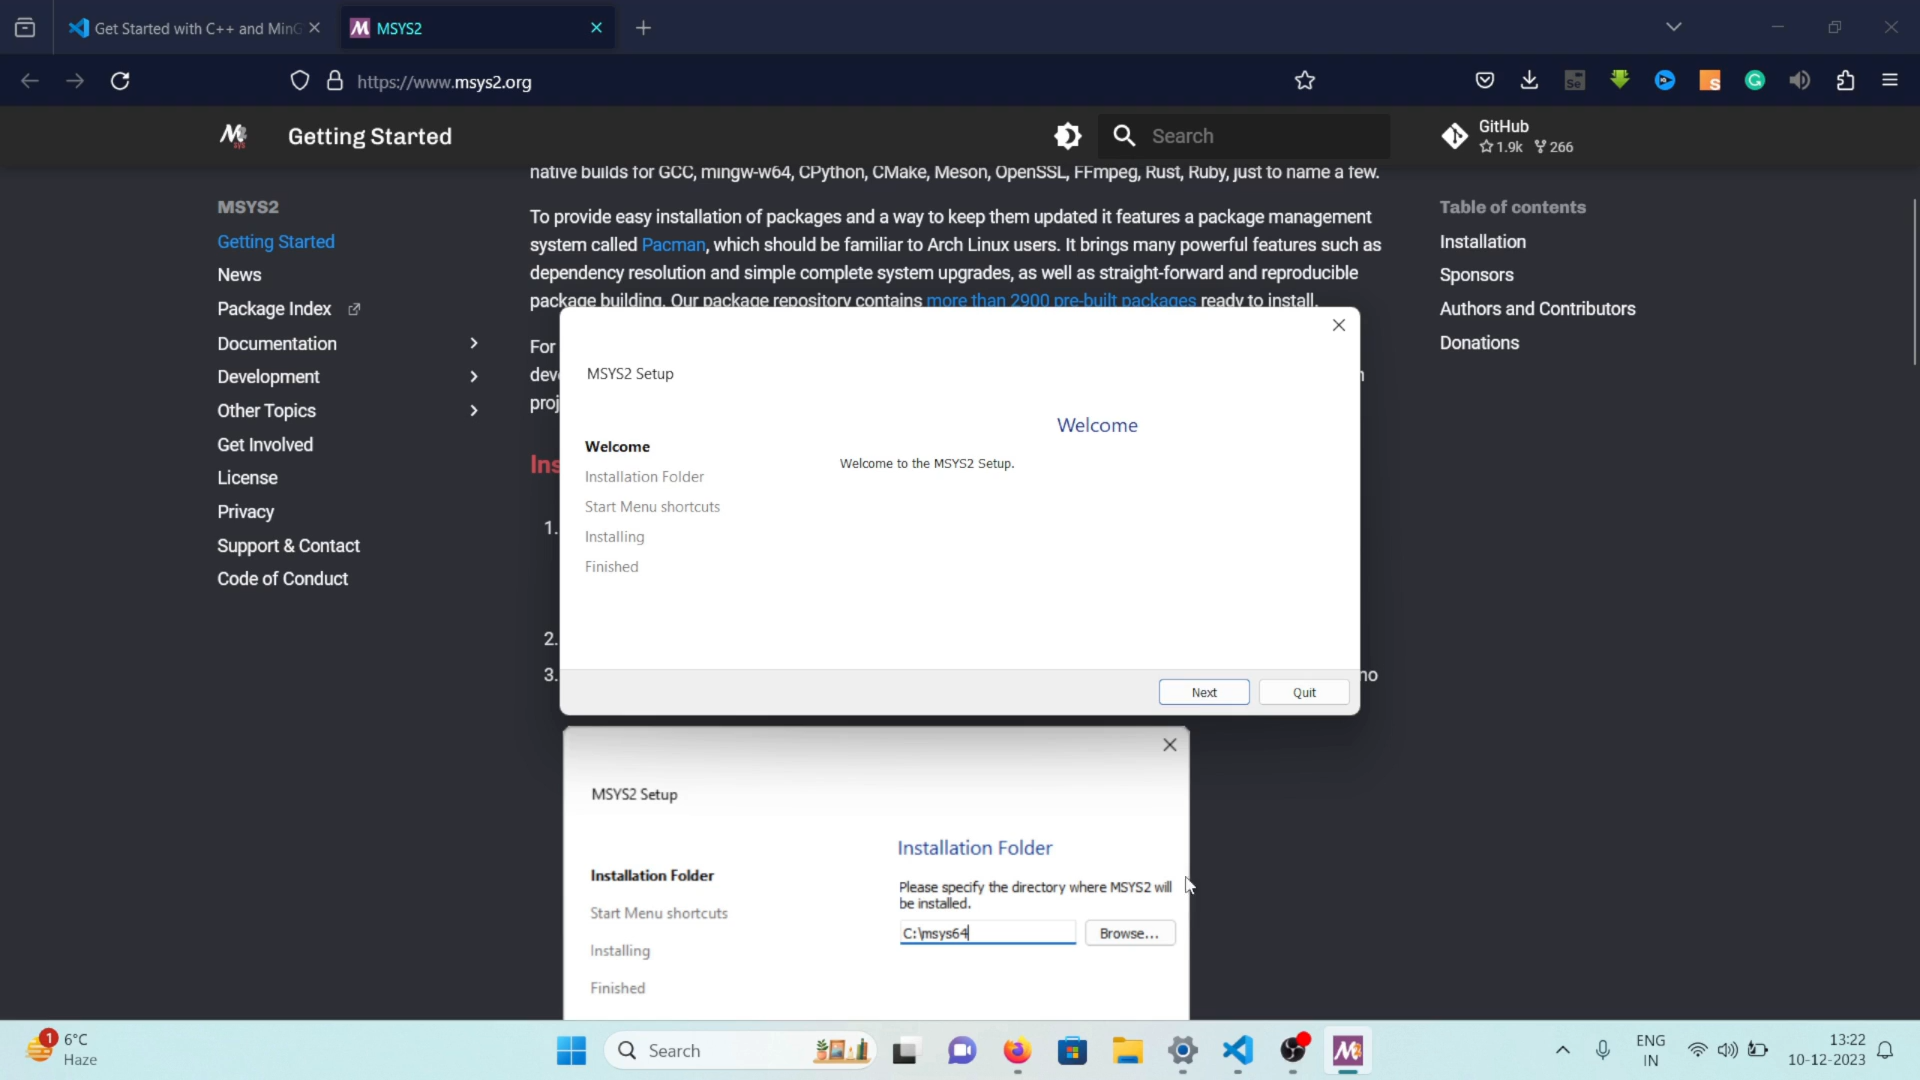 Get Started with C++ and MinG
MSYS2
https://www.msys2.org
Getting Started
Search
GitHub
1.9k 266
MSYS2
Getting Started
News
Package Index
Documentation
Development
Other Topics
Get Involved
License
Privacy
Support & Contact
Code of Conduct
native builds for GCC, mingw-w64, CPython, CMake, Meson, OpenSSL, FFmpeg, Rust, Ruby, just to name a few.
To provide easy installation of packages and a way to keep them updated it features a package management
system called Pacman, which should be familiar to Arch Linux users. It brings many powerful features such as
dependency resolution and simple complete system upgrades, as well as straight-forward and reproducible
package building. Our package repository contains more than 2900 pre-built packages ready to install.
For
dev
proj
Ins
1.
2.
3.
no
Table of contents
Installation
Sponsors
Authors and Contributors
Donations
MSYS2 Setup
Welcome
Installation Folder
Start Menu shortcuts
Installing
Finished
Welcome
Welcome to the MSYS2 Setup.
Next Quit
MSYS2 Setup
Installation Folder
Start Menu shortcuts
Installing
Finished
Installation Folder
Please specify the directory where MSYS2 will
be installed.
C:\msys64
Browse...
1
6°C
Haze
Search
ENG
IN
13:22
10-12-2023